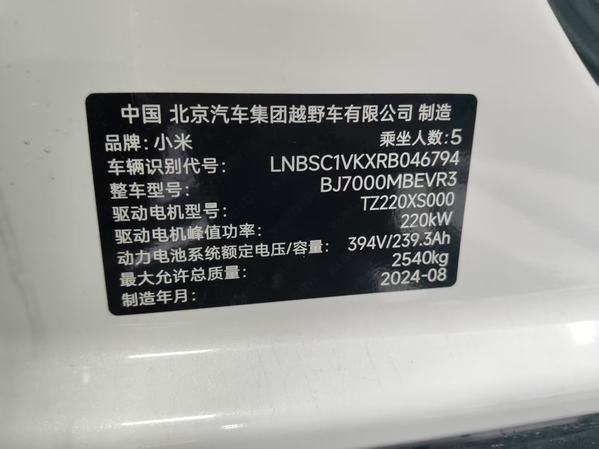 中国 北京汽车集团越野车有限公司 制造
品牌:小米 乘坐人数:5
车辆识别代号: LNBSC1VKXRB046794
整车型号: BJ7000MBEVR3
驱动电机型号: TZ220XS000
驱动电机峰值功率: 220kW
动力电池系统额定电压/容量: 394V/239.3Ah
最大允许总质量: 2540kg
制造年月: 2024-08